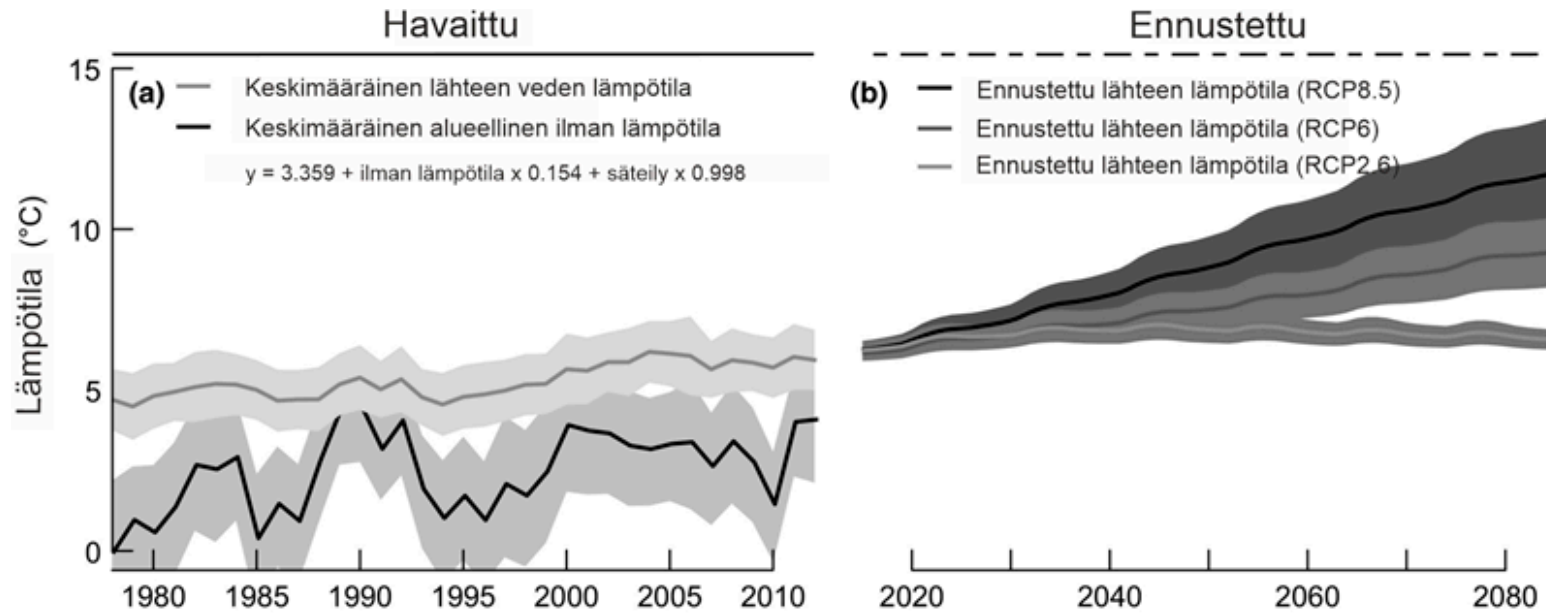 Havaittu
Ennustettu
15
(a)
Keskimääräinen lähteen veden lämpötila
Keskimääräinen alueellinen ilman lämpötila
y = 3.359 + ilman lämpötila x 0.154 + säteily x 0.998
(b)
Ennustettu lähteen lämpötila (RCP8.5)
Ennustettu lähteen lämpötila (RCP6)
Ennustettu lähteen lämpötila (RCP2.6)
10
5
0
Lämpötila (°C)
1980 1985 1990 1995 2000 2005 2010
2020 2040 2060 2080